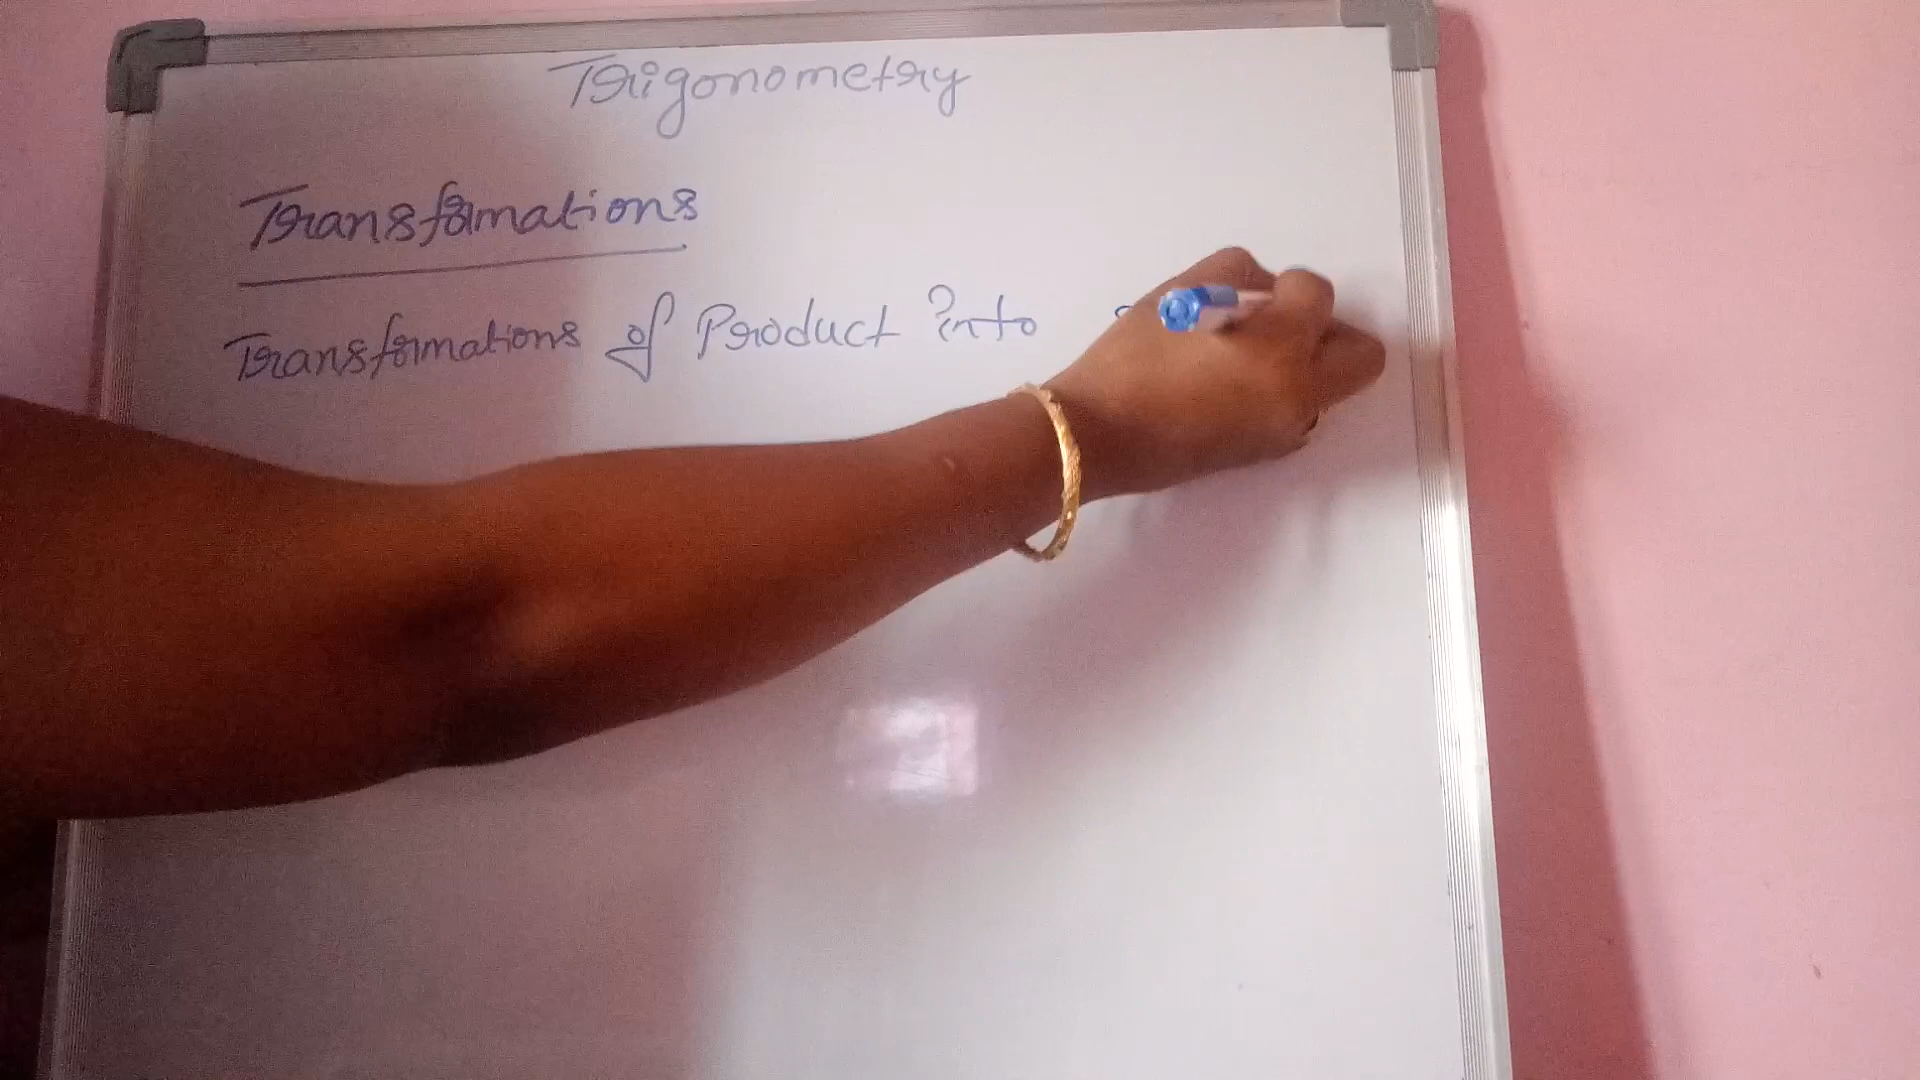 Trigonometry
Transformations
Transformations of Product into